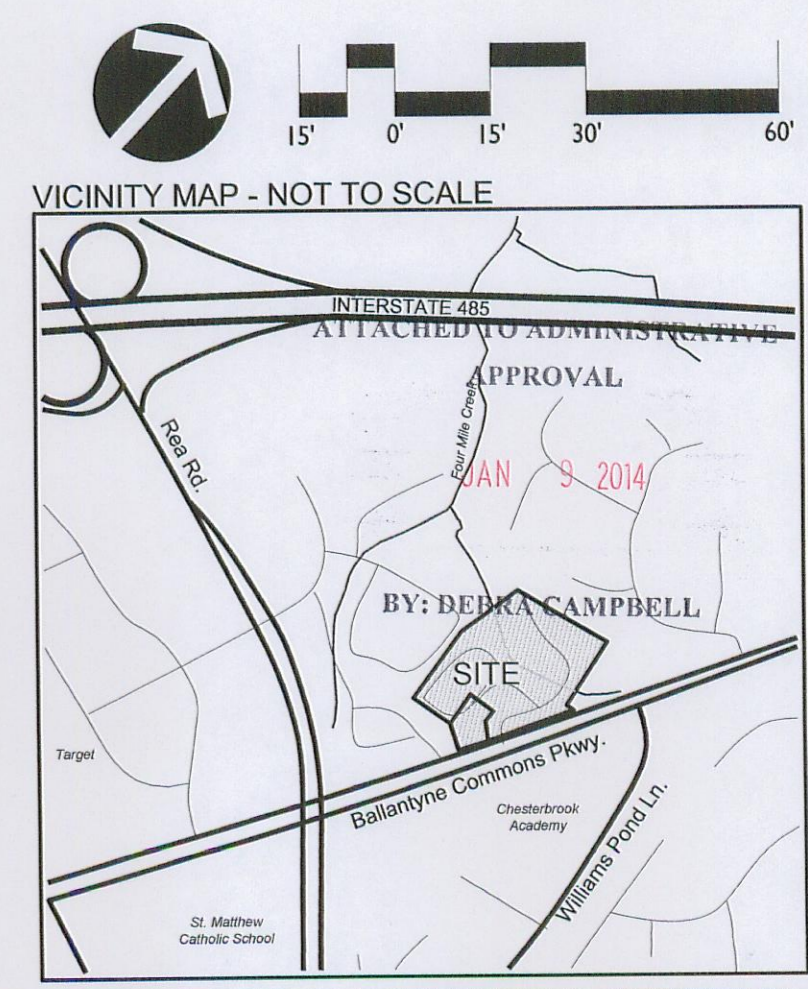 15' 0' 15' 30' 60'
VICINITY MAP - NOT TO SCALE
INTERSTATE 485
ATTACHED TO ADMINISTRATIVE
APPROVAL
Four Mile Creek
Rea Rd.
JAN 9 2014
BY: DEBRA CAMPBELL
SITE
Target
Ballantyne Commons Pkwy.
Chesterbrook
Academy
Williams Pond Ln.
St. Matthew
Catholic School